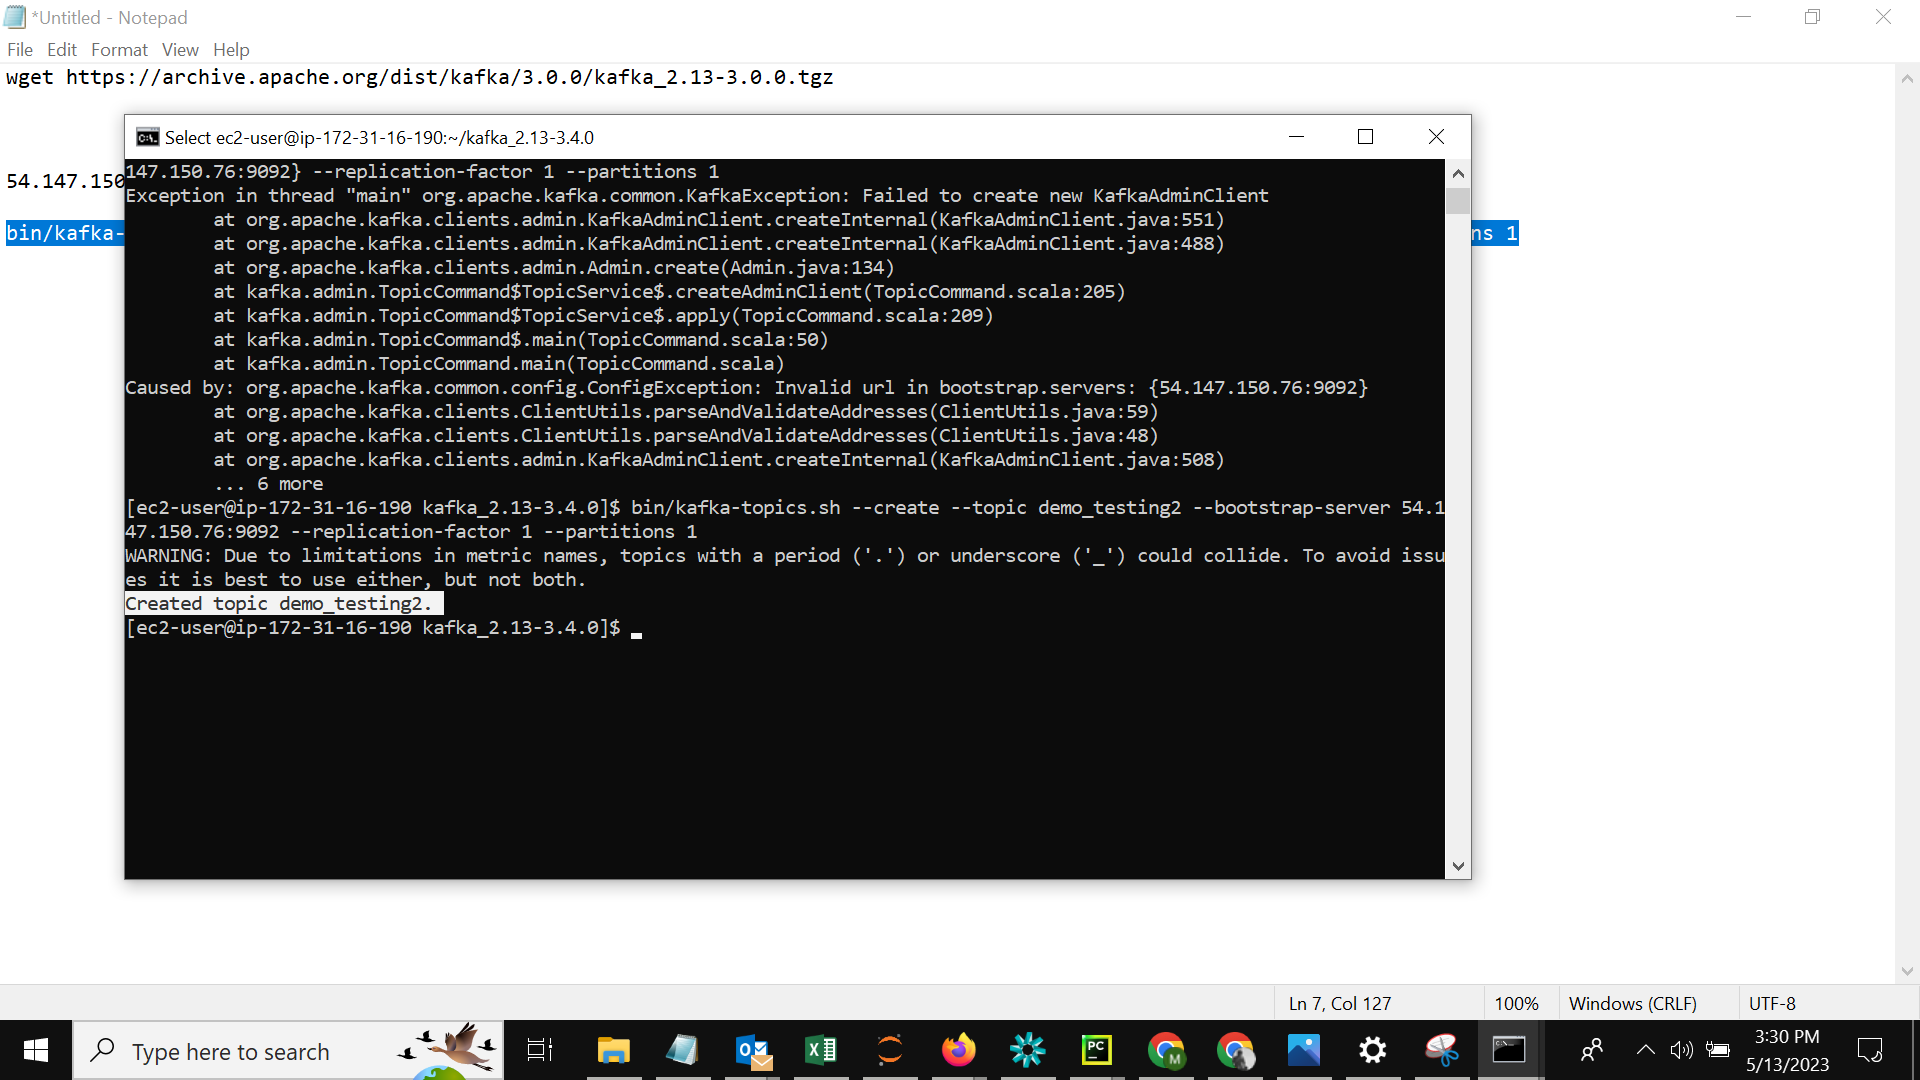 *Untitled - Notepad
File Edit Format View Help
wget https://archive.apache.org/dist/kafka/3.0.0/kafka_2.13-3.0.0.tgz
Select ec2-user@ip-172-31-16-190:~/kafka_2.13-3.4.0
54.147.150
bin/kafka-
ns 1
147.150.76:9092} --replication-factor 1 --partitions 1
Exception in thread "main" org.apache.kafka.common.KafkaException: Failed to create new KafkaAdminClient
at org.apache.kafka.clients.admin.KafkaAdminClient.createInternal(KafkaAdminClient.java:551)
at org.apache.kafka.clients.admin.KafkaAdminClient.createInternal(KafkaAdminClient.java:488)
at org.apache.kafka.clients.admin.Admin.create(Admin.java:134)
at kafka.admin.TopicCommand$TopicService$.createAdminClient(TopicCommand.scala:205)
at kafka.admin.TopicCommand$TopicService$.apply(TopicCommand.scala:209)
at kafka.admin.TopicCommand$.main(TopicCommand.scala:50)
at kafka.admin.TopicCommand.main(TopicCommand.scala)
Caused by: org.apache.kafka.common.config.ConfigException: Invalid url in bootstrap.servers: {54.147.150.76:9092}
at org.apache.kafka.clients.ClientUtils.parseAndValidateAddresses(ClientUtils.java:59)
at org.apache.kafka.clients.ClientUtils.parseAndValidateAddresses(ClientUtils.java:48)
at org.apache.kafka.clients.admin.KafkaAdminClient.createInternal(KafkaAdminClient.java:508)
... 6 more
[ec2-user@ip-172-31-16-190 kafka_2.13-3.4.0]$ bin/kafka-topics.sh --create --topic demo_testing2 --bootstrap-server 54.1
47.150.76:9092 --replication-factor 1 --partitions 1
WARNING: Due to limitations in metric names, topics with a period ('.') or underscore ('_') could collide. To avoid issu
es it is best to use either, but not both.
Created topic demo_testing2.
[ec2-user@ip-172-31-16-190 kafka_2.13-3.4.0]$
Ln 7, Col 127
100%
Windows (CRLF)
UTF-8
Type here to search
PC
M
3:30 PM
5/13/2023